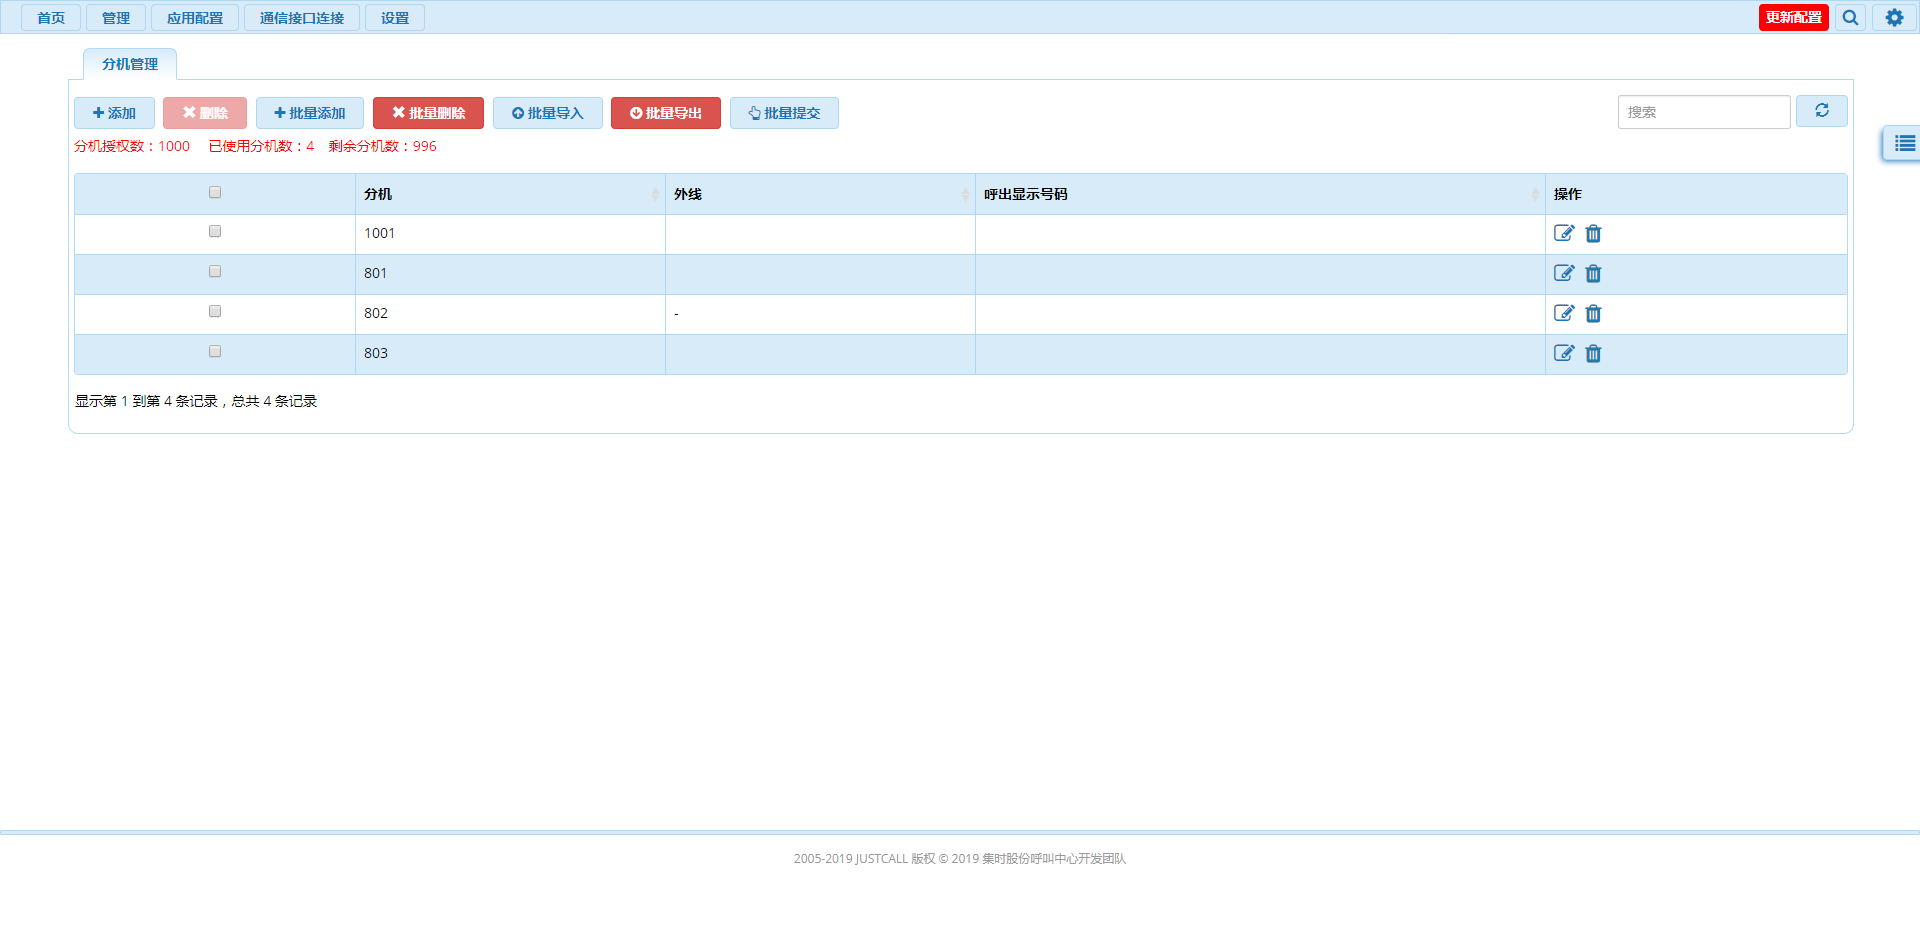 首页 管理 应用配置 通信接口连接 设置 更新配置
分机管理
添加 删除 批量添加 批量删除 批量导入 批量导出 批量提交 搜索
分机授权数：1000 已使用分机数：4 剩余分机数：996
分机 外线 呼出显示号码 操作
1001
801
802 -
803
显示第 1 到第 4 条记录，总共 4 条记录
2005-2019 JUSTCALL 版权 © 2019 集时股份呼叫中心开发团队